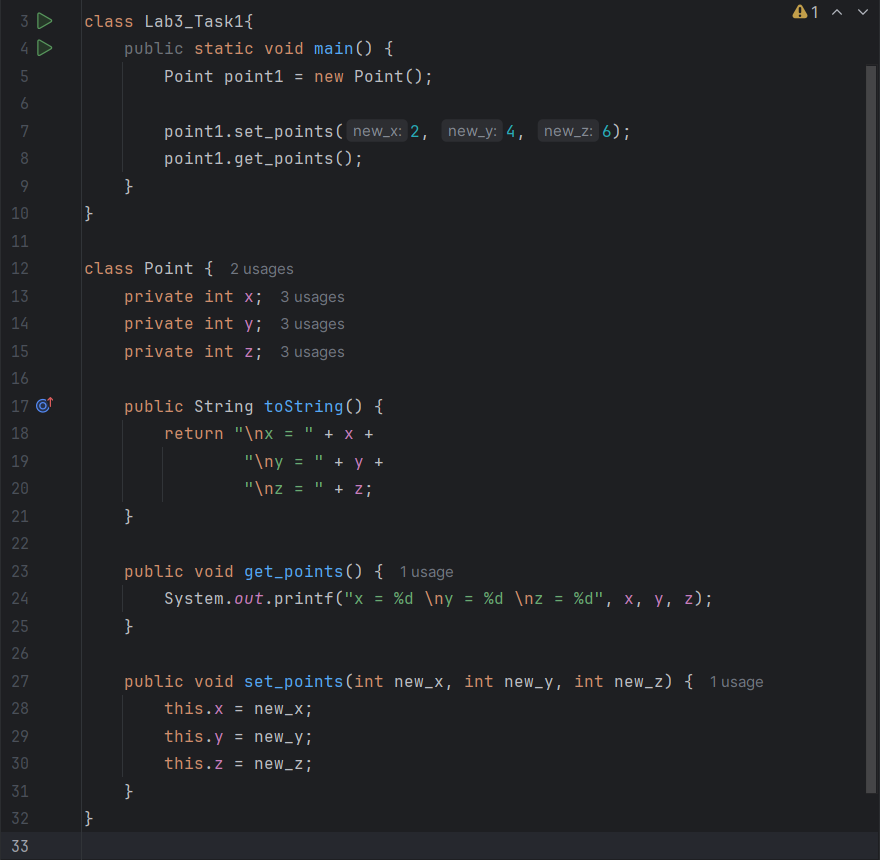 1
3 class Lab3_Task1{
4     public static void main() {
5         Point point1 = new Point();
6
7         point1.set_points( new_x: 2, new_y: 4, new_z: 6);
8         point1.get_points();
9     }
10 }
11
12 class Point { 2 usages
13     private int x; 3 usages
14     private int y; 3 usages
15     private int z; 3 usages
16
17     public String toString() {
18         return "\nx = " + x +
19                 "\ny = " + y +
20                 "\nz = " + z;
21     }
22
23     public void get_points() { 1 usage
24         System.out.printf("x = %d \ny = %d \nz = %d", x, y, z);
25     }
26
27     public void set_points(int new_x, int new_y, int new_z) { 1 usage
28         this.x = new_x;
29         this.y = new_y;
30         this.z = new_z;
31     }
32 }
33